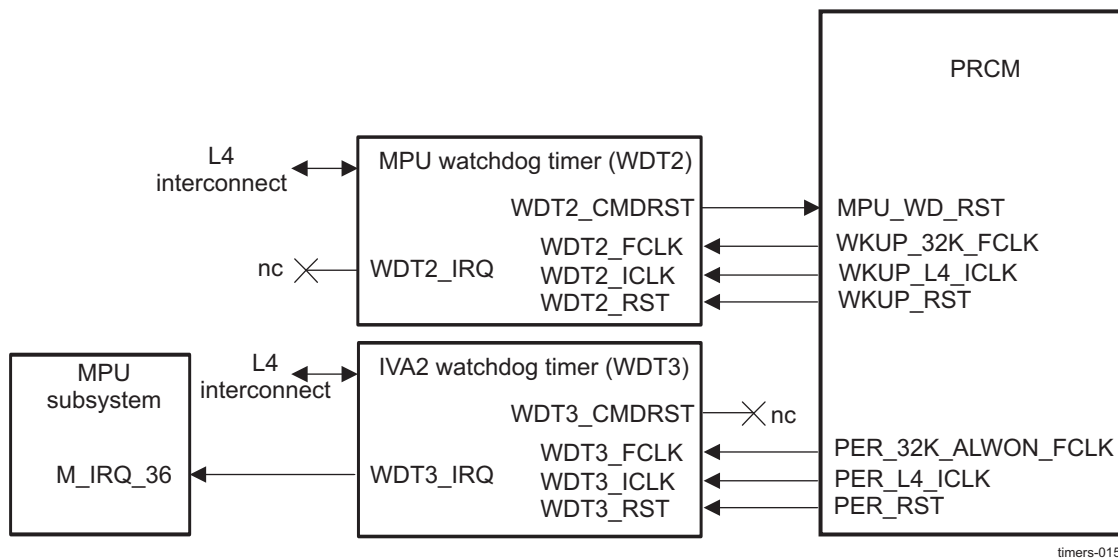 PRCM
L4
interconnect
MPU watchdog timer (WDT2)
WDT2_CMDRST
MPU_WD_RST
WDT2_FCLK
WKUP_32K_FCLK
nc
WDT2_IRQ
WDT2_ICLK
WKUP_L4_ICLK
WDT2_RST
WKUP_RST
MPU
subsystem
L4
interconnect
IVA2 watchdog timer (WDT3)
WDT3_CMDRST
nc
WDT3_FCLK
PER_32K_ALWON_FCLK
M_IRQ_36
WDT3_IRQ
WDT3_ICLK
PER_L4_ICLK
WDT3_RST
PER_RST
timers-015